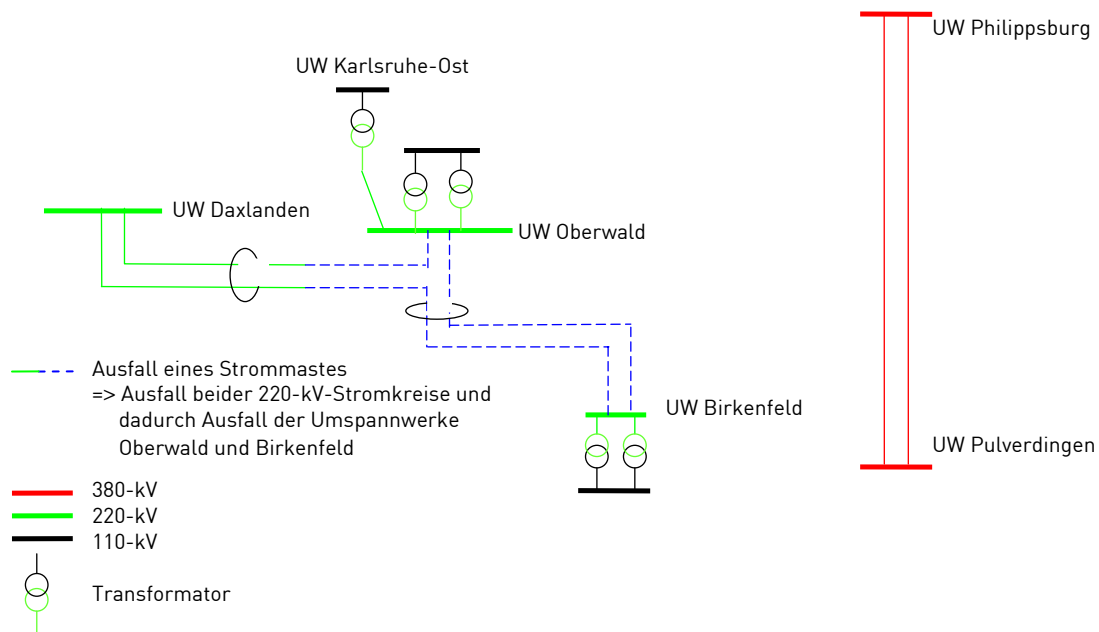 UW Philippsburg
UW Karlsruhe-Ost
UW Daxlanden
UW Oberwald
Ausfall eines Strommastes
=> Ausfall beider 220-kV-Stromkreise und
dadurch Ausfall der Umspannwerke
Oberwald und Birkenfeld
UW Birkenfeld
UW Pulverdingen
380-kV
220-kV
110-kV
Transformator